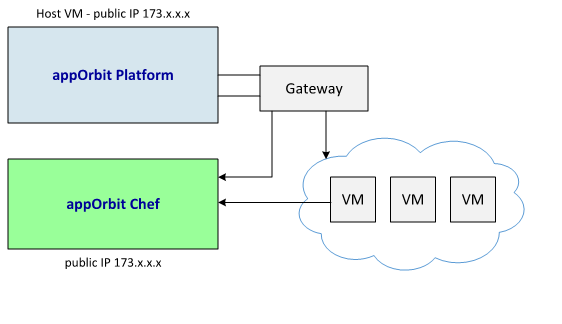 Host VM - public IP 173.x.x.x
appOrbit Platform
Gateway
appOrbit Chef
VM VM VM
public IP 173.x.x.x